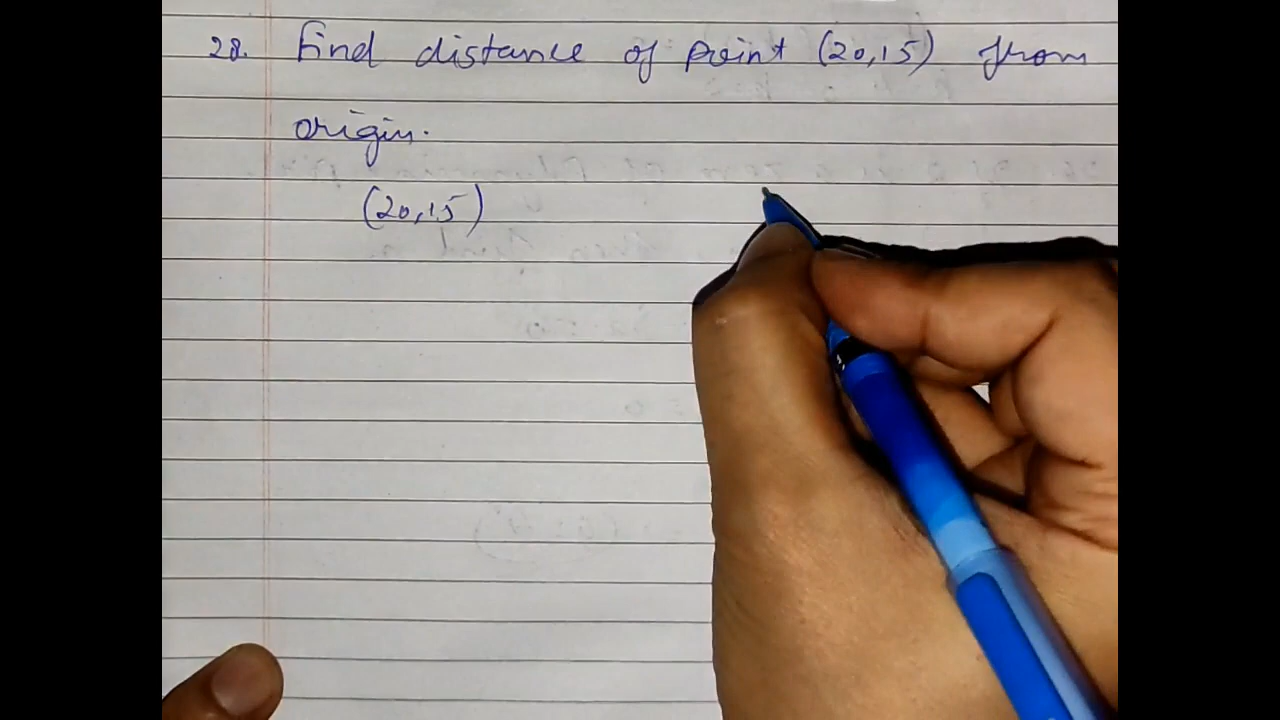 28. Find distance of point (20,15) from
origin.
(20,15)